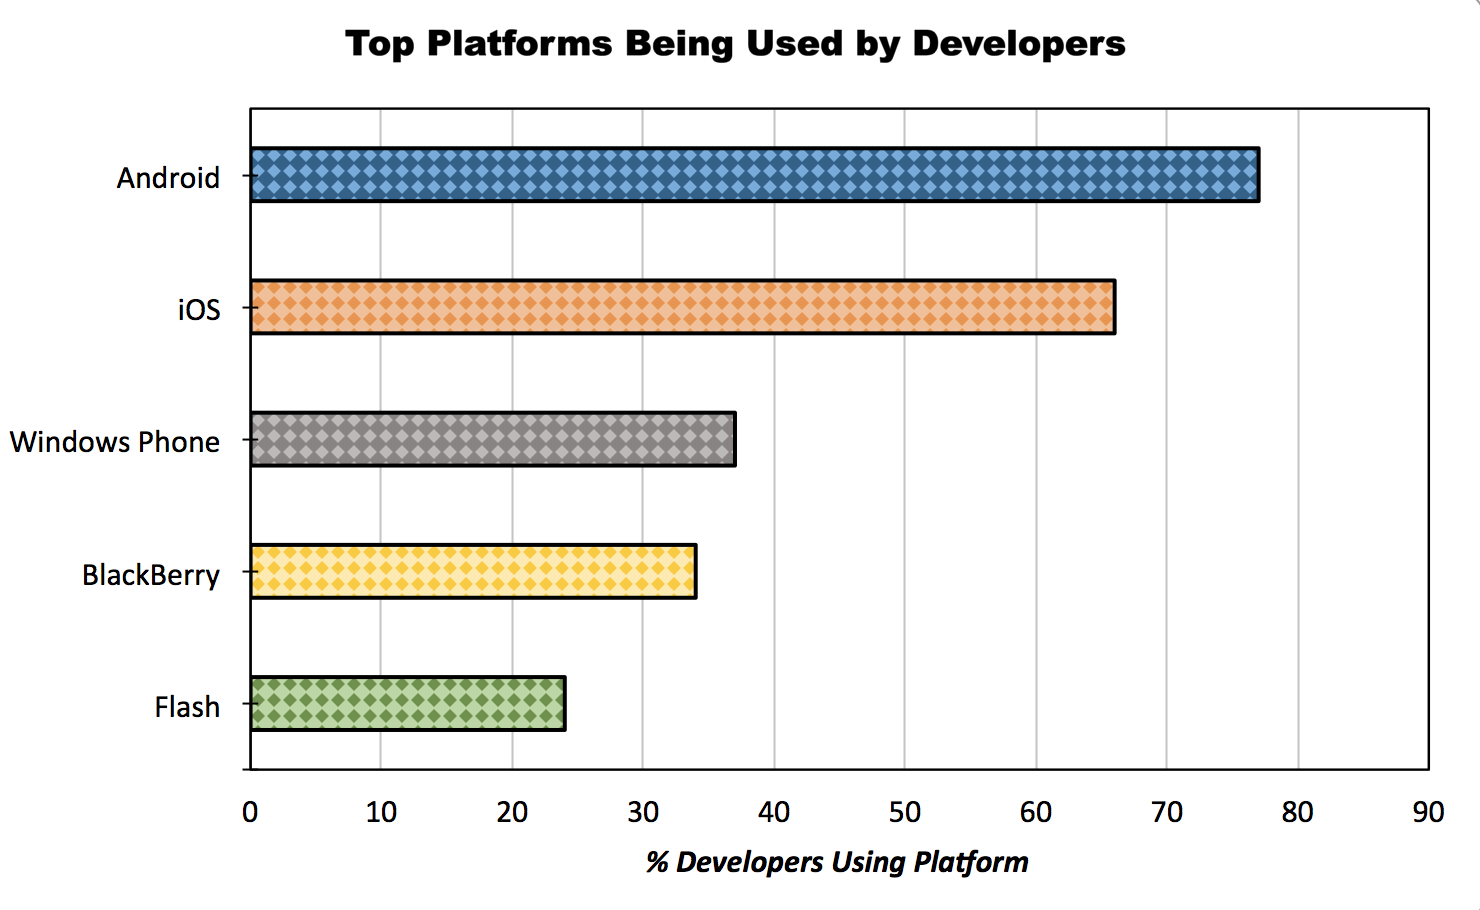 Top Platforms Being Used by Developers
Android
iOS
Windows Phone
BlackBerry
Flash
0 10 20 30 40 50 60 70 80 90
% Developers Using Platform